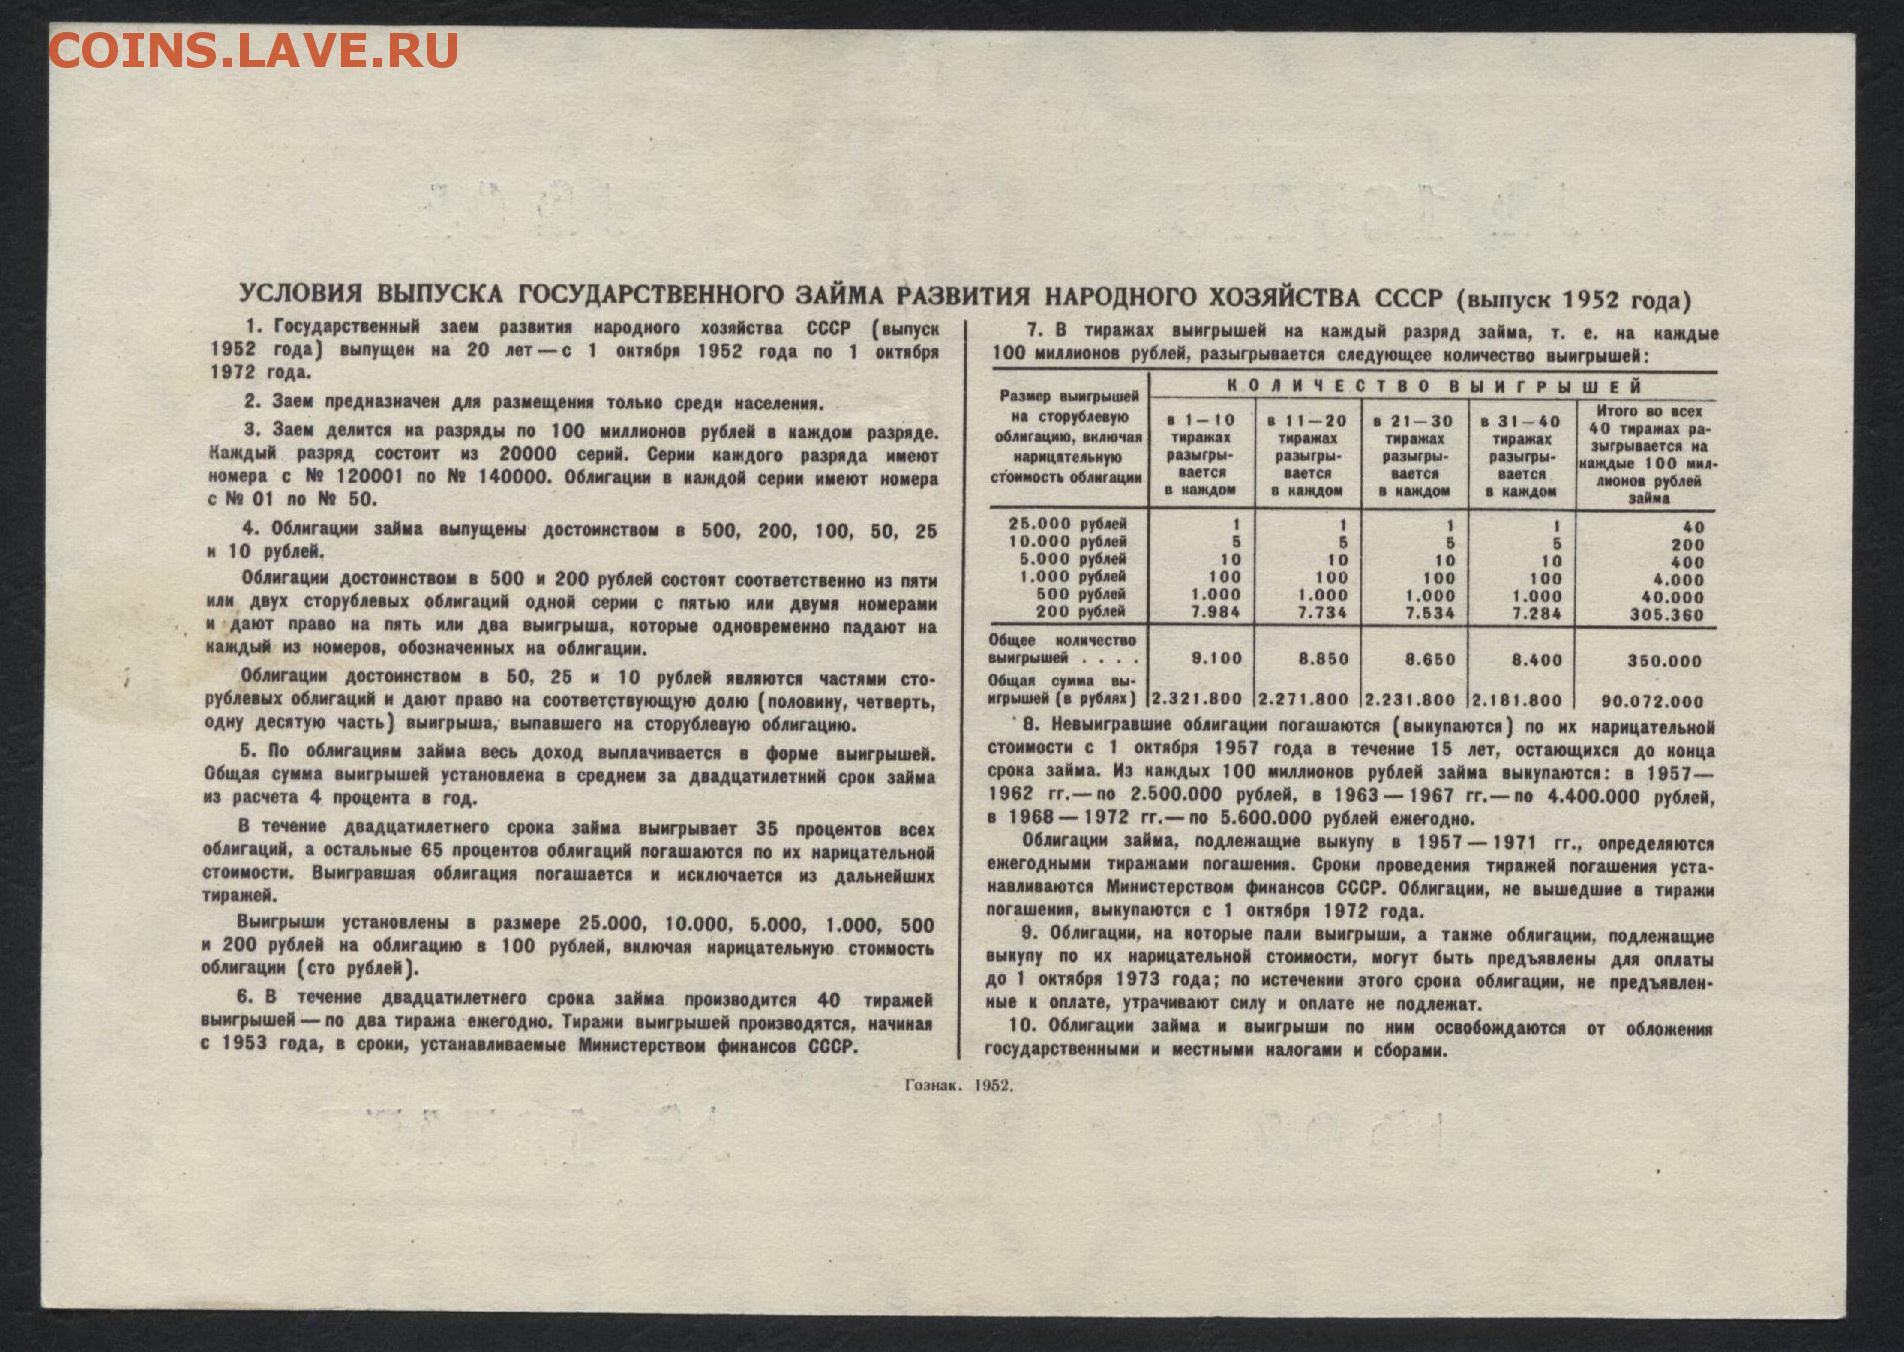 COINS.LAVE.RU
УСЛОВИЯ ВЫПУСКА ГОСУДАРСТВЕННОГО ЗАЙМА РАЗВИТИЯ НАРОДНОГО ХОЗЯЙСТВА СССР (выпуск 1952 года)
1. Государственный заем развития народного хозяйства СССР (выпуск
1952 года) выпущен на 20 лет — с 1 октября 1952 года по 1 октября
1972 года.
2. Заем предназначен для размещения только среди населения.
3. Заем делится на разряды по 100 миллионов рублей в каждом разряде.
Каждый разряд состоит из 20000 серий. Серии каждого разряда имеют
номера с № 120001 по № 140000. Облигации в каждой серии имеют номера
с № 01 по № 50.
4. Облигации займа выпущены достоинством в 500, 200, 100, 50, 25
и 10 рублей.
Облигации достоинством в 500 и 200 рублей состоят соответственно из пяти
или двух сторублевых облигаций одной серии с пятью или двумя номерами
и дают право на пять или два выигрыша, которые одновременно падают на
каждый из номеров, обозначенных на облигации.
Облигации достоинством в 50, 25 и 10 рублей являются частями сто-
рублевых облигаций и дают право на соответствующую долю (половину, четверть,
одну десятую часть) выигрыша, выпавшего на сторублевую облигацию.
5. По облигациям займа весь доход выплачивается в форме выигрышей.
Общая сумма выигрышей установлена в среднем за двадцатилетний срок займа
из расчета 4 процента в год.
В течение двадцатилетнего срока займа выигрывает 35 процентов всех
облигаций, а остальные 65 процентов облигаций погашаются по их нарицательной
стоимости. Выигравшая облигация погашается и исключается из дальнейших
тиражей.
Выигрыши установлены в размере 25.000, 10.000, 5.000, 1.000, 500
и 200 рублей на облигацию в 100 рублей, включая нарицательную стоимость
облигации (сто рублей).
6. В течение двадцатилетнего срока займа производится 40 тиражей
выигрышей — по два тиража ежегодно. Тиражи выигрышей производятся, начиная
с 1953 года, в сроки, устанавливаемые Министерством финансов СССР.
7. В тиражах выигрышей на каждый разряд займа, т. е. на каждые
100 миллионов рублей, разыгрывается следующее количество выигрышей:
Размер выигрышей
на сторублевую
облигацию, включая
нарицательную
стоимость облигации
КОЛИЧЕСТВО ВЫИГРЫШЕЙ
в 1—10
тиражах
разыгры-
вается
в каждом
в 11—20
тиражах
разыгры-
вается
в каждом
в 21—30
тиражах
разыгры-
вается
в каждом
в 31—40
тиражах
разыгры-
вается
в каждом
Итого во всех
40 тиражах ра-
зыгрывается на
каждые 100 мил-
лионов рублей
займа
25.000 рублей 1 1 1 1 40
10.000 рублей 5 5 5 5 200
5.000 рублей 10 10 10 10 400
1.000 рублей 100 100 100 100 4.000
500 рублей 1.000 1.000 1.000 1.000 40.000
200 рублей 7.984 7.734 7.534 7.284 305.360
Общее количество
выигрышей . . . . 9.100 8.850 8.650 8.400 350.000
Общая сумма вы-
игрышей (в рублях) 2.321.800 2.271.800 2.231.800 2.181.800 90.072.000
8. Невыигравшие облигации погашаются (выкупаются) по их нарицательной
стоимости с 1 октября 1957 года в течение 15 лет, остающихся до конца
срока займа. Из каждых 100 миллионов рублей займа выкупаются: в 1957—
1962 гг.—по 2.500.000 рублей, в 1963 — 1967 гг.—по 4.400.000 рублей,
в 1968 — 1972 гг.—по 5.600.000 рублей ежегодно.
Облигации займа, подлежащие выкупу в 1957 — 1971 гг., определяются
ежегодными тиражами погашения. Сроки проведения тиражей погашения уста-
навливаются Министерством финансов СССР. Облигации, не вышедшие в тиражи
погашения, выкупаются с 1 октября 1972 года.
9. Облигации, на которые пали выигрыши, а также облигации, подлежащие
выкупу по их нарицательной стоимости, могут быть предъявлены для оплаты
до 1 октября 1973 года; по истечении этого срока облигации, не предъявлен-
ные к оплате, утрачивают силу и оплате не подлежат.
10. Облигации займа и выигрыши по ним освобождаются от обложения
государственными и местными налогами и сборами.
Гознак. 1952.